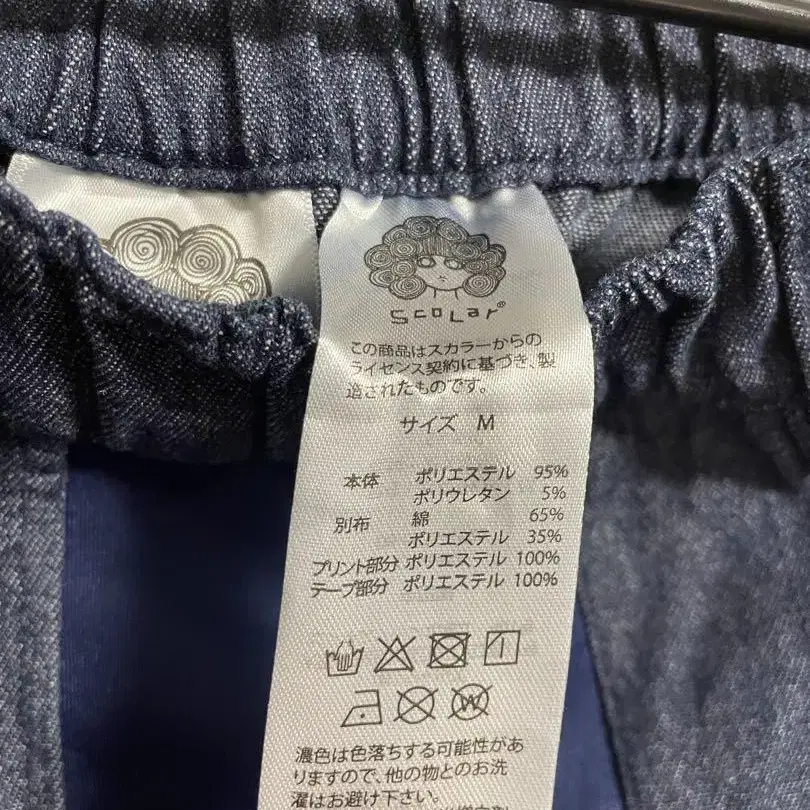 ScoLar®
この商品はスカラーからの
ライセンス契約に基づき、製
造されたものです。
サイズ M
本体 ポリエステル 95%
ポリウレタン 5%
別布 綿 65%
ポリエステル 35%
プリント部分 ポリエステル 100%
テープ部分 ポリエステル 100%
W
濃色は色落ちする可能性があ
りますので、他の物とのお洗
濯はお避け下さい。